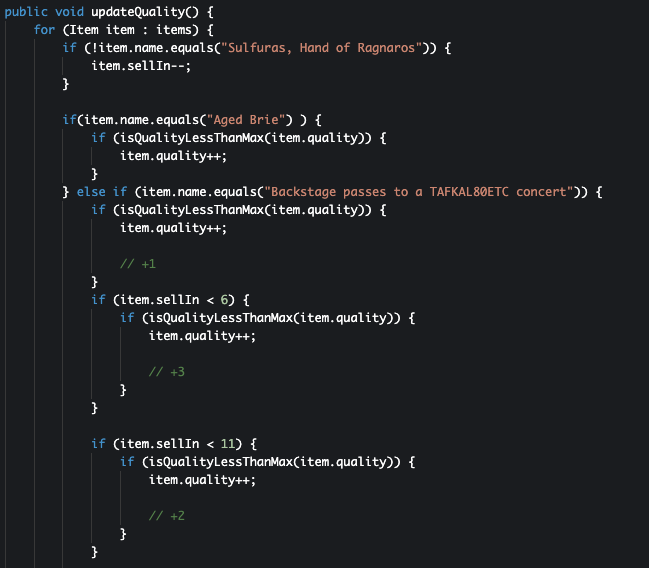 public void updateQuality() {
for (Item item : items) {
if (!item.name.equals("Sulfuras, Hand of Ragnaros")) {
item.sellIn--;
}
if(item.name.equals("Aged Brie") ) {
if (isQualityLessThanMax(item.quality)) {
item.quality++;
}
} else if (item.name.equals("Backstage passes to a TAFKAL80ETC concert")) {
if (isQualityLessThanMax(item.quality)) {
item.quality++;
// +1
}
if (item.sellIn < 6) {
if (isQualityLessThanMax(item.quality)) {
item.quality++;
// +3
}
}
if (item.sellIn < 11) {
if (isQualityLessThanMax(item.quality)) {
item.quality++;
// +2
}
}